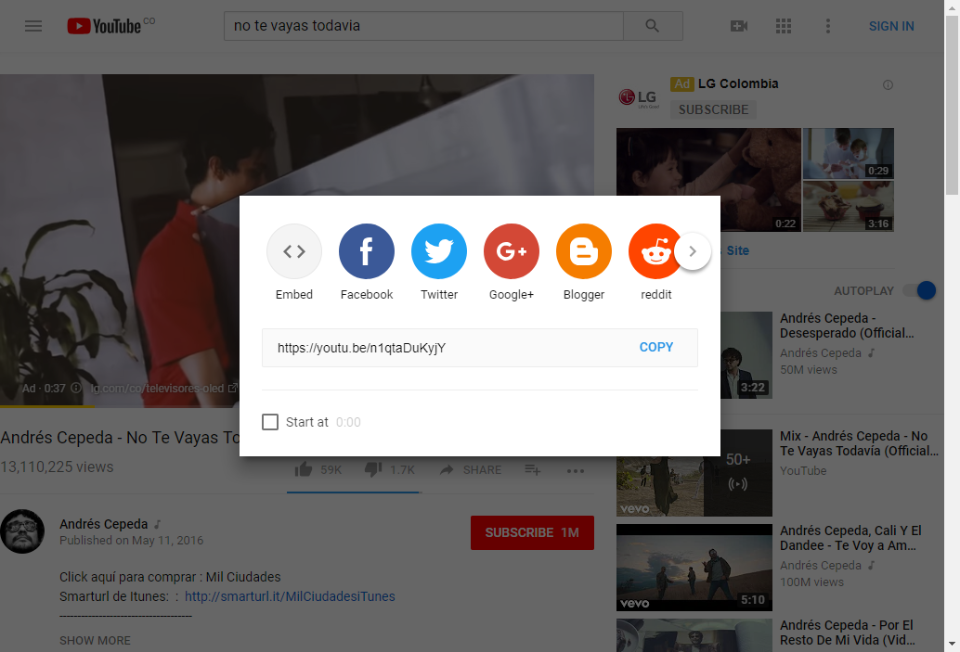 YouTube CO
no te vayas todavia
SIGN IN
Ad LG Colombia
LG
SUBSCRIBE
0:29
0:22
3:16
Site
Embed
Facebook
Twitter
Google+
Blogger
reddit
https://youtu.be/n1qtaDuKyjY
COPY
Start at 0:00
Ad · 0:37
lg.com/co/televisores-oled
AUTOPLAY
Andrés Cepeda -
Desesperado (Official...
Andrés Cepeda
50M views
3:22
Andrés Cepeda - No Te Vayas To
13,110,225 views
59K
1.7K
SHARE
Mix - Andrés Cepeda - No
Te Vayas Todavía (Official...
YouTube
50+
vevo
Andrés Cepeda
Published on May 11, 2016
SUBSCRIBE 1M
Click aquí para comprar : Mil Ciudades
Smarturl de Itunes: : http://smarturl.it/MilCiudadesiTunes
-----------------------------------
SHOW MORE
Andrés Cepeda, Cali Y El
Dandee - Te Voy a Am...
Andrés Cepeda
100M views
vevo
5:10
Andrés Cepeda - Por El
Resto De Mi Vida (Vid...